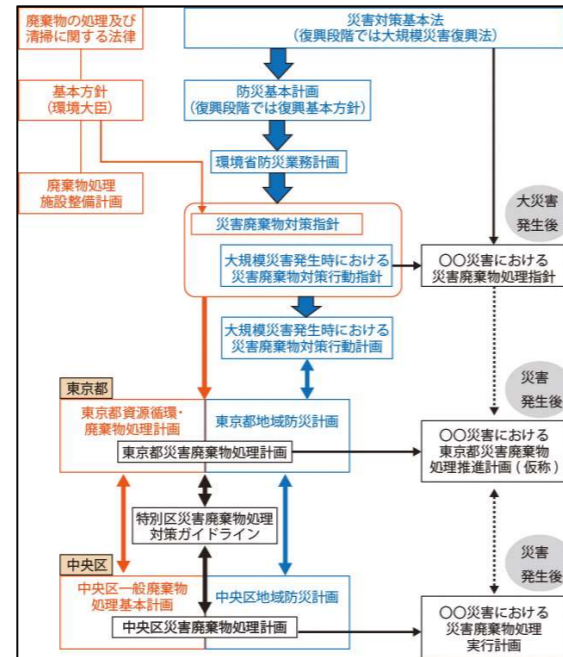 廃棄物の処理及び
清掃に関する法律
災害対策基本法
（復興段階では大規模災害復興法）
基本方針
（環境大臣）
防災基本計画
（復興段階では復興基本方針）
環境省防災業務計画
廃棄物処理
施設整備計画
災害廃棄物対策指針
大規模災害発生時における
災害廃棄物対策行動指針
大災害
発生後
〇〇災害における
災害廃棄物処理指針
大規模災害発生時における
災害廃棄物対策行動計画
東京都
東京都資源循環・
廃棄物処理計画
東京都地域防災計画
東京都災害廃棄物処理計画
災害
発生後
〇〇災害における
東京都災害廃棄物
処理推進計画(仮称)
特別区災害廃棄物処理
対策ガイドライン
中央区
中央区一般廃棄物
処理基本計画
中央区地域防災計画
中央区災害廃棄物処理計画
災害
発生後
〇〇災害における
災害廃棄物処理
実行計画